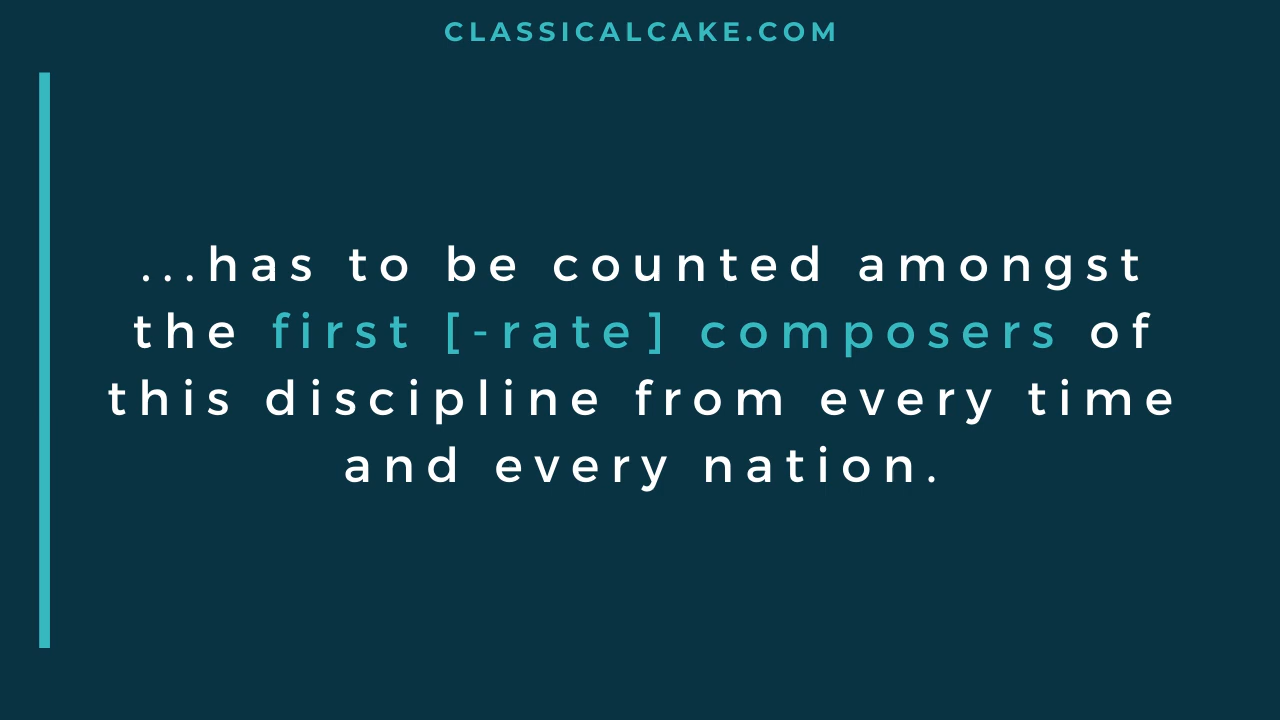 CLASSICALCAKE.COM
...has to be counted amongst
the first [-rate] composers of
this discipline from every time
and every nation.